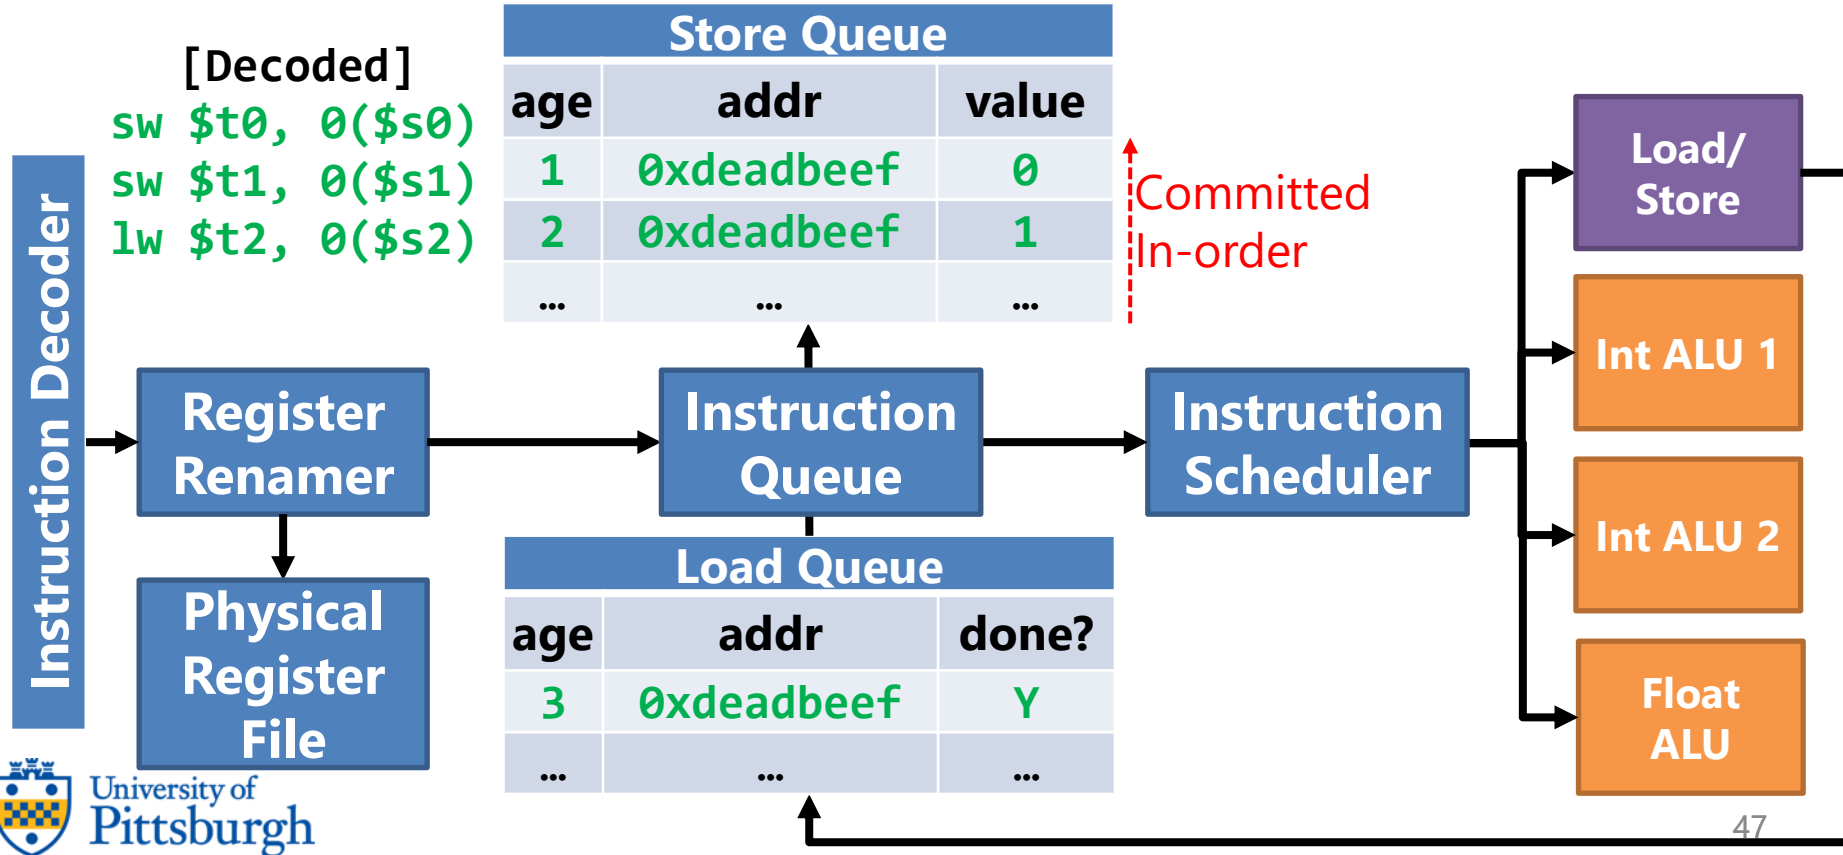 [Decoded]
sw $t0, 0($s0)
sw $t1, 0($s1)
lw $t2, 0($s2)
Instruction Decoder
Store Queue
age addr value
1 0xdeadbeef 0
2 0xdeadbeef 1
… … …
Committed
In-order
Register
Renamer
Physical
Register
File
Instruction
Queue
Load Queue
age addr done?
3 0xdeadbeef Y
… … …
Instruction
Scheduler
Load/
Store
Int ALU 1
Int ALU 2
Float
ALU
University of
Pittsburgh
47